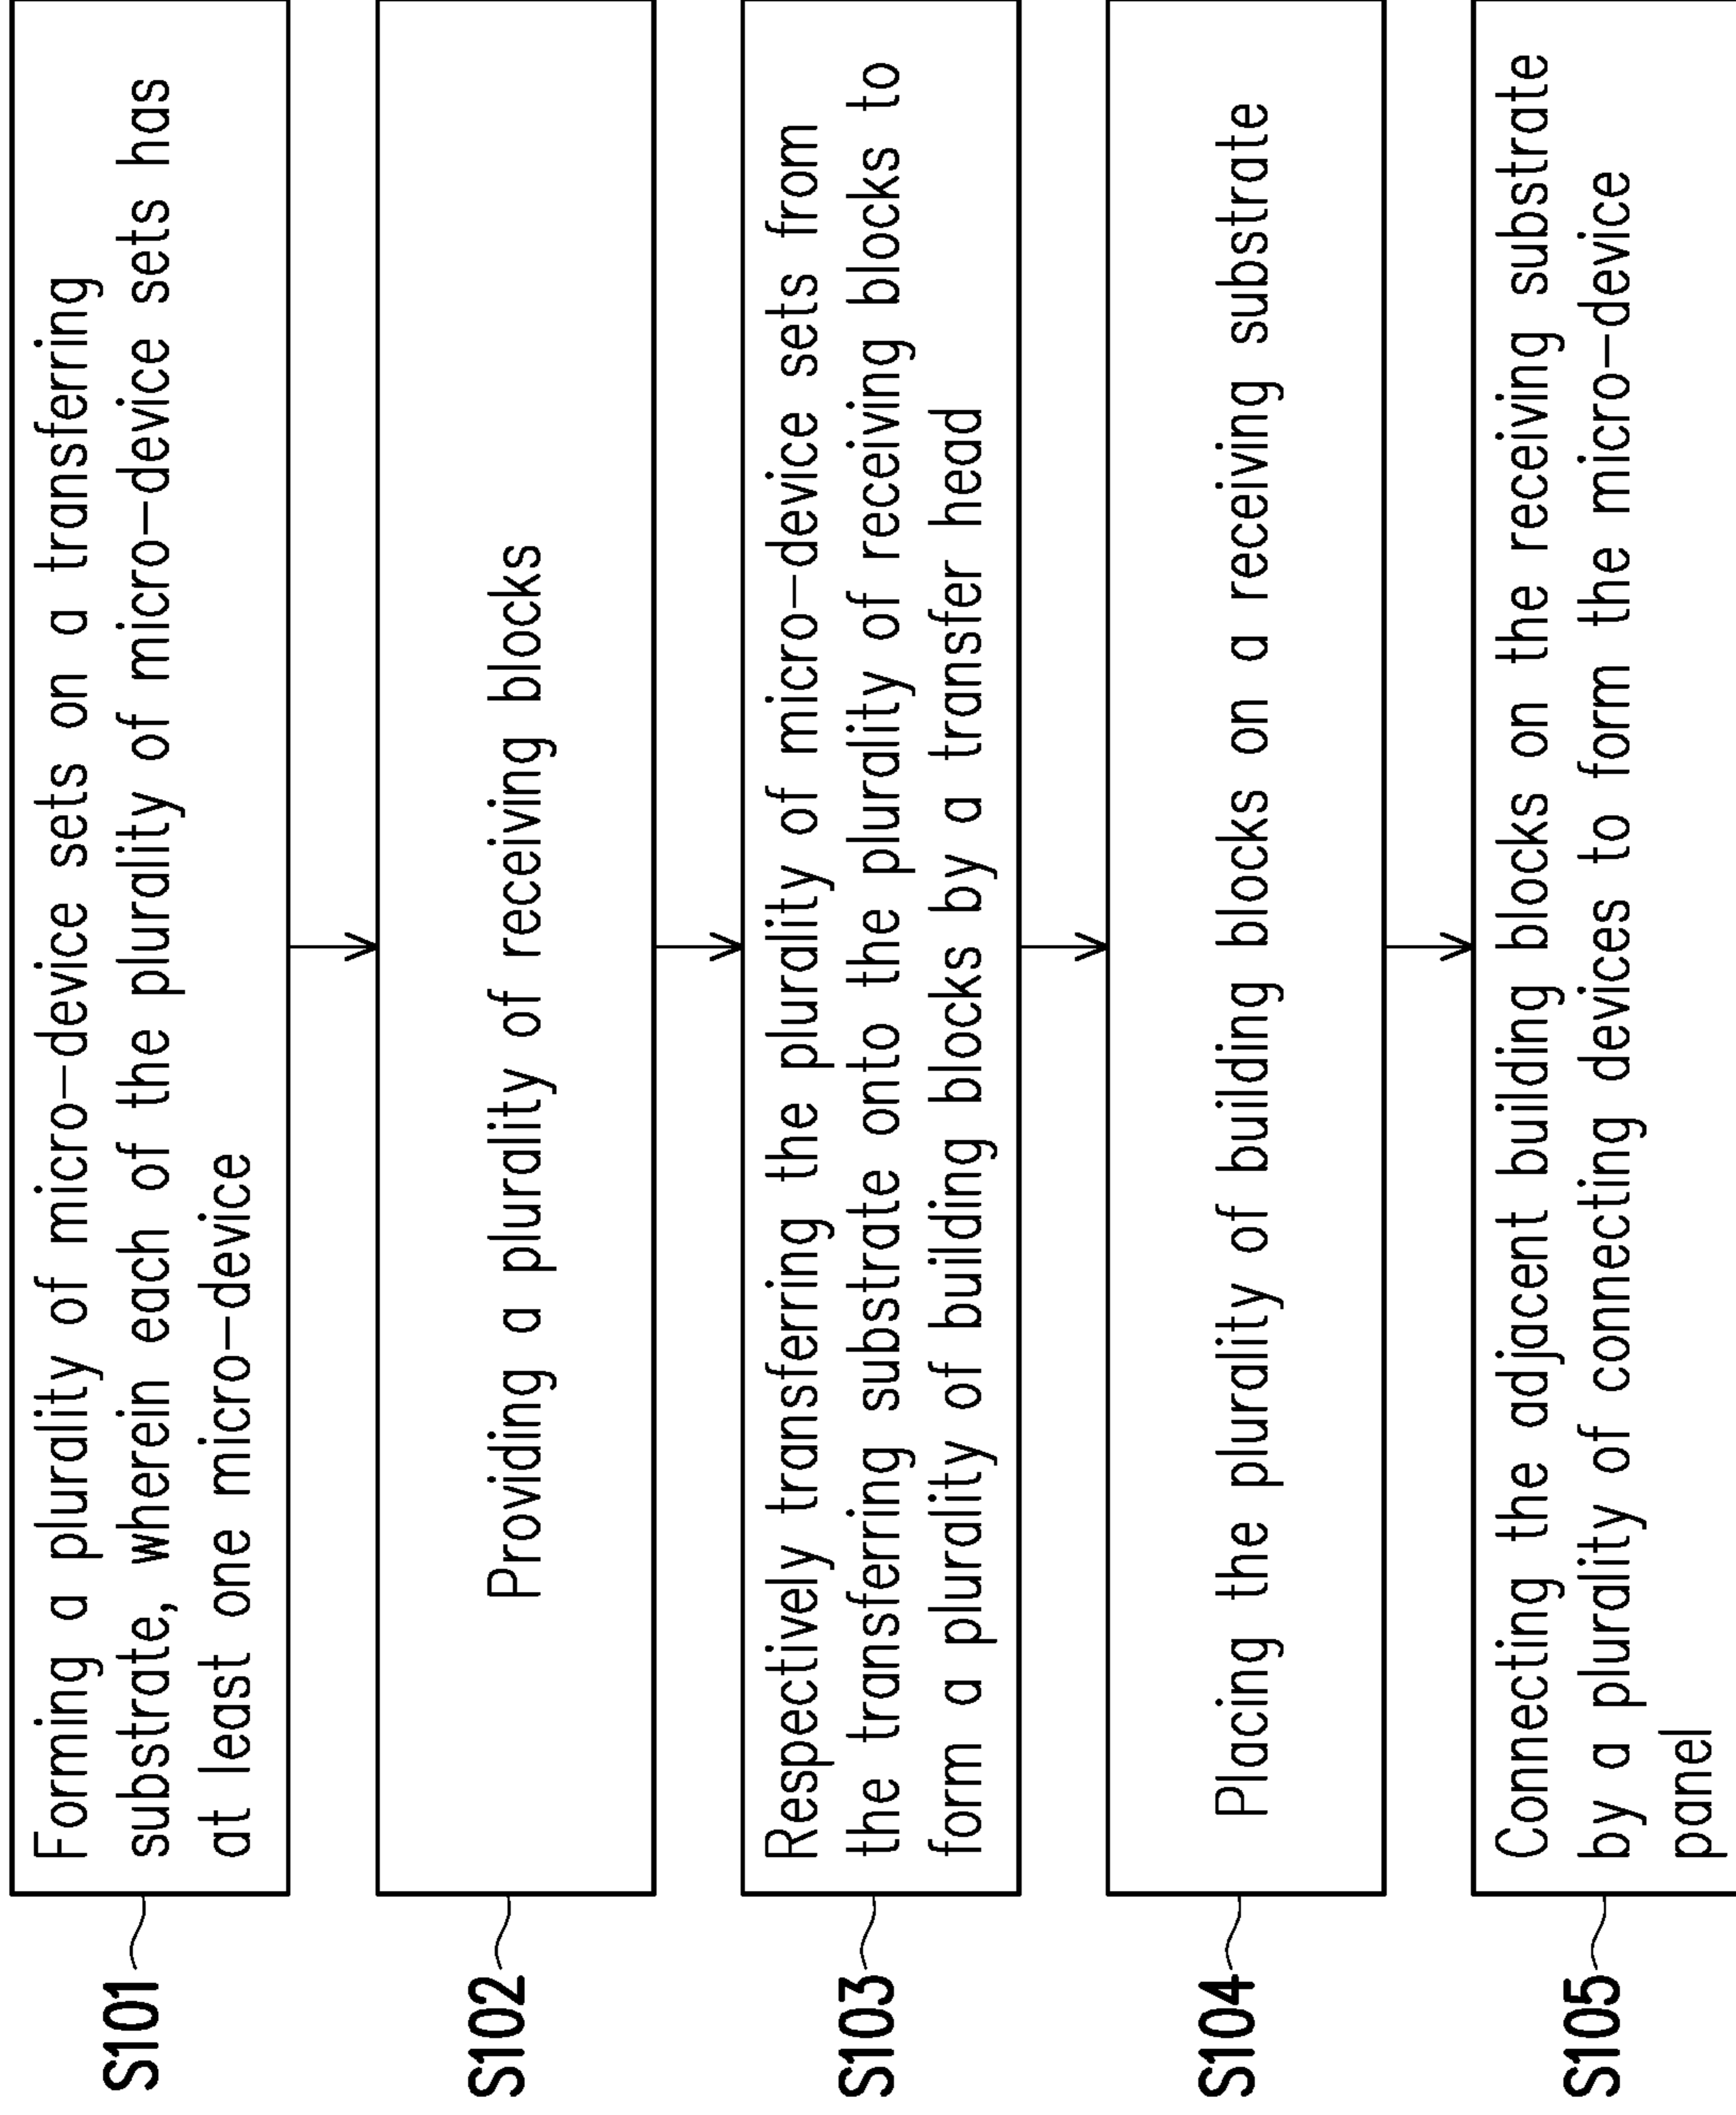 S101
Forming a plurality of micro-device sets on a transferring
substrate, wherein each of the plurality of micro-device sets has
at least one micro-device
S102
Providing a plurality of receiving blocks
S103
Respectively transferring the plurality of micro-device sets from
the transferring substrate onto the plurality of receiving blocks to
form a plurality of building blocks by a transfer head
S104
Placing the plurality of building blocks on a receiving substrate
S105
Connecting the adjacent building blocks on the receiving substrate
by a plurality of connecting devices to form the micro-device
panel